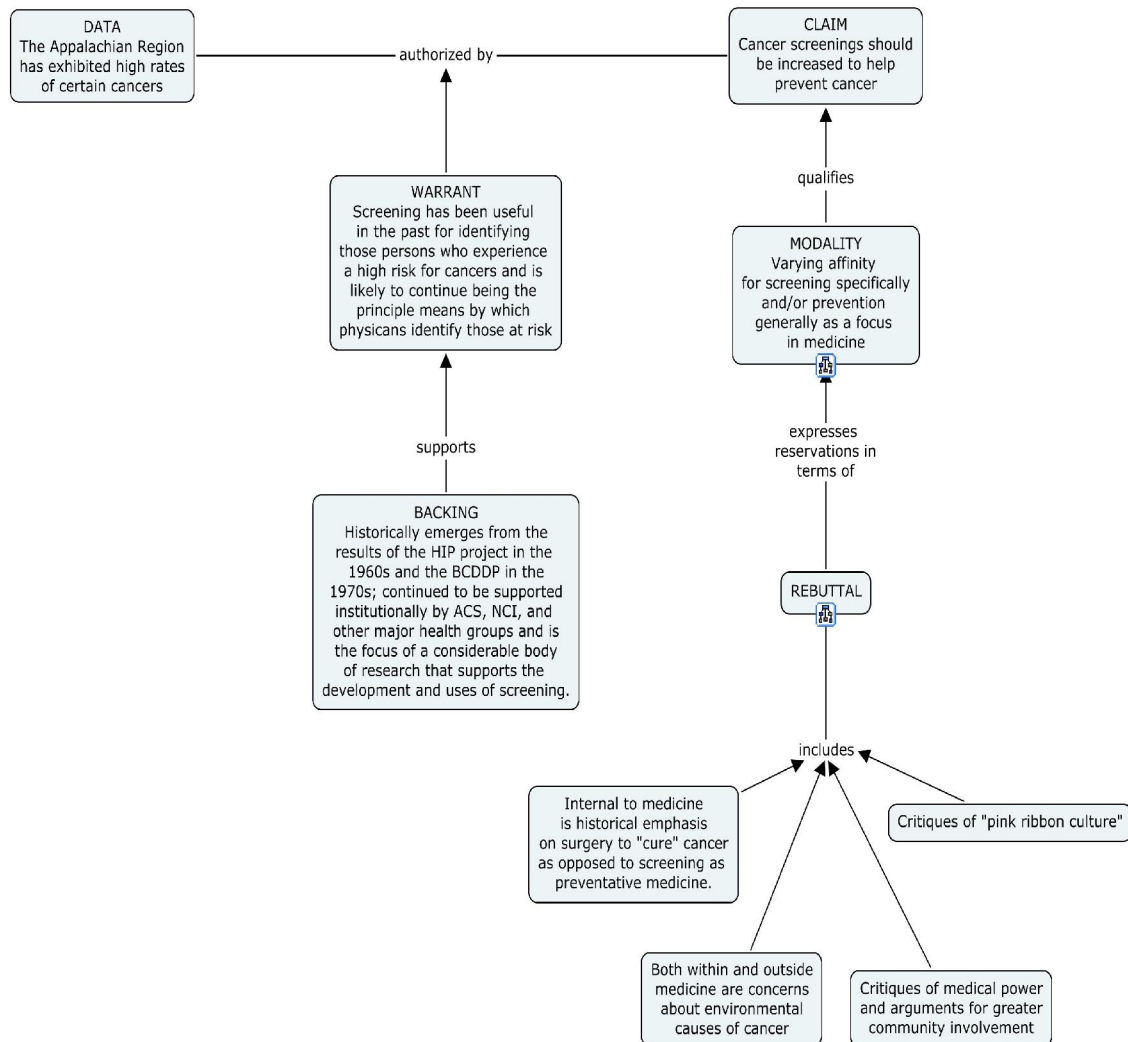 DATA
The Appalachian Region
has exhibited high rates
of certain cancers
authorized by
CLAIM
Cancer screenings should
be increased to help
prevent cancer
WARRANT
Screening has been useful
in the past for identifying
those persons who experience
a high risk for cancers and is
likely to continue being the
principle means by which
physicans identify those at risk
qualifies
MODALITY
Varying affinity
for screening specifically
and/or prevention
generally as a focus
in medicine
supports
expresses
reservations in
terms of
BACKING
Historically emerges from the
results of the HIP project in the
1960s and the BCDDP in the
1970s; continued to be supported
institutionally by ACS, NCI, and
other major health groups and is
the focus of a considerable body
of research that supports the
development and uses of screening.
REBUTTAL
includes
Internal to medicine
is historical emphasis
on surgery to "cure" cancer
as opposed to screening as
preventative medicine.
Critiques of "pink ribbon culture"
Both within and outside
medicine are concerns
about environmental
causes of cancer
Critiques of medical power
and arguments for greater
community involvement